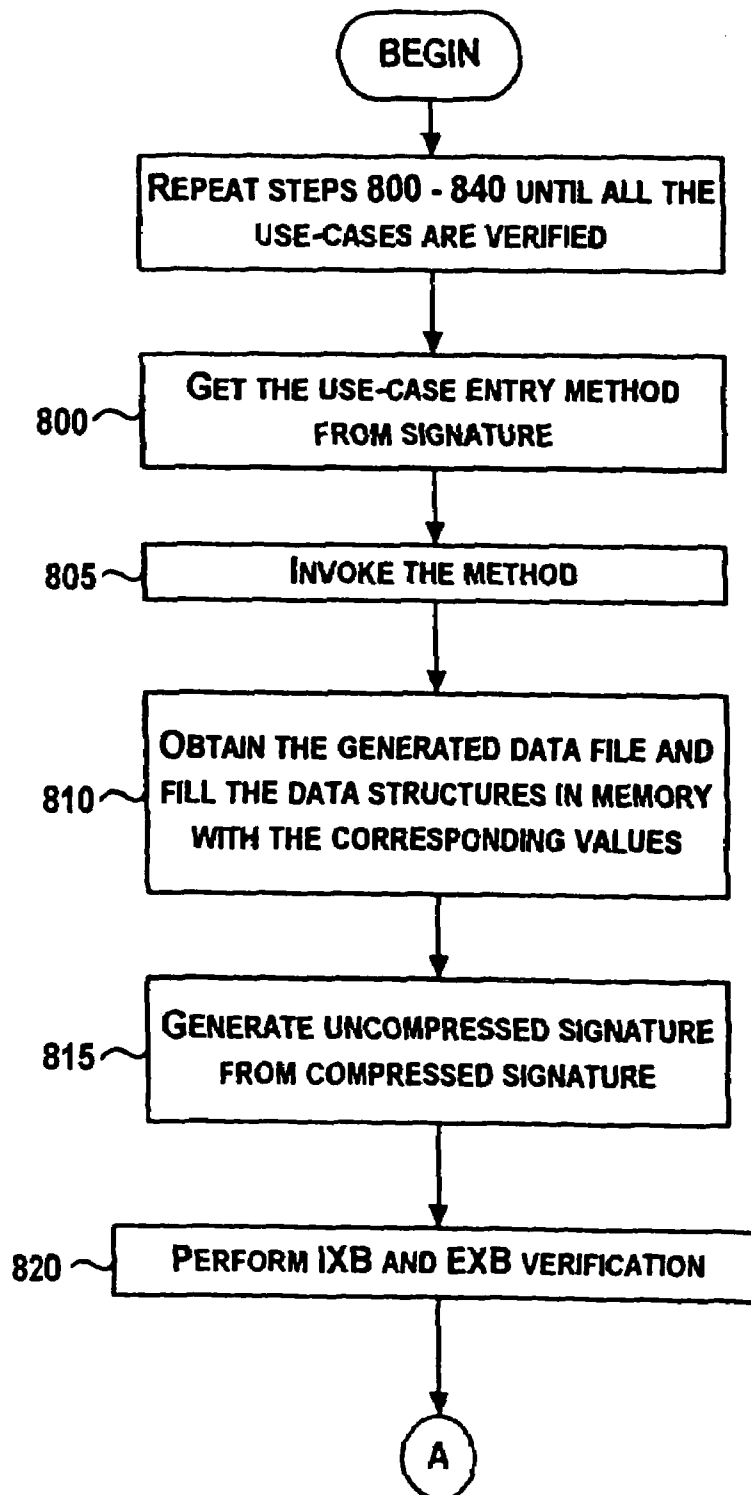 BEGIN
REPEAT STEPS 800 - 840 UNTIL ALL THE
USE-CASES ARE VERIFIED
800
GET THE USE-CASE ENTRY METHOD
FROM SIGNATURE
805
INVOKE THE METHOD
810
OBTAIN THE GENERATED DATA FILE AND
FILL THE DATA STRUCTURES IN MEMORY
WITH THE CORRESPONDING VALUES
815
GENERATE UNCOMPRESSED SIGNATURE
FROM COMPRESSED SIGNATURE
820
PERFORM IXB AND EXB VERIFICATION
A